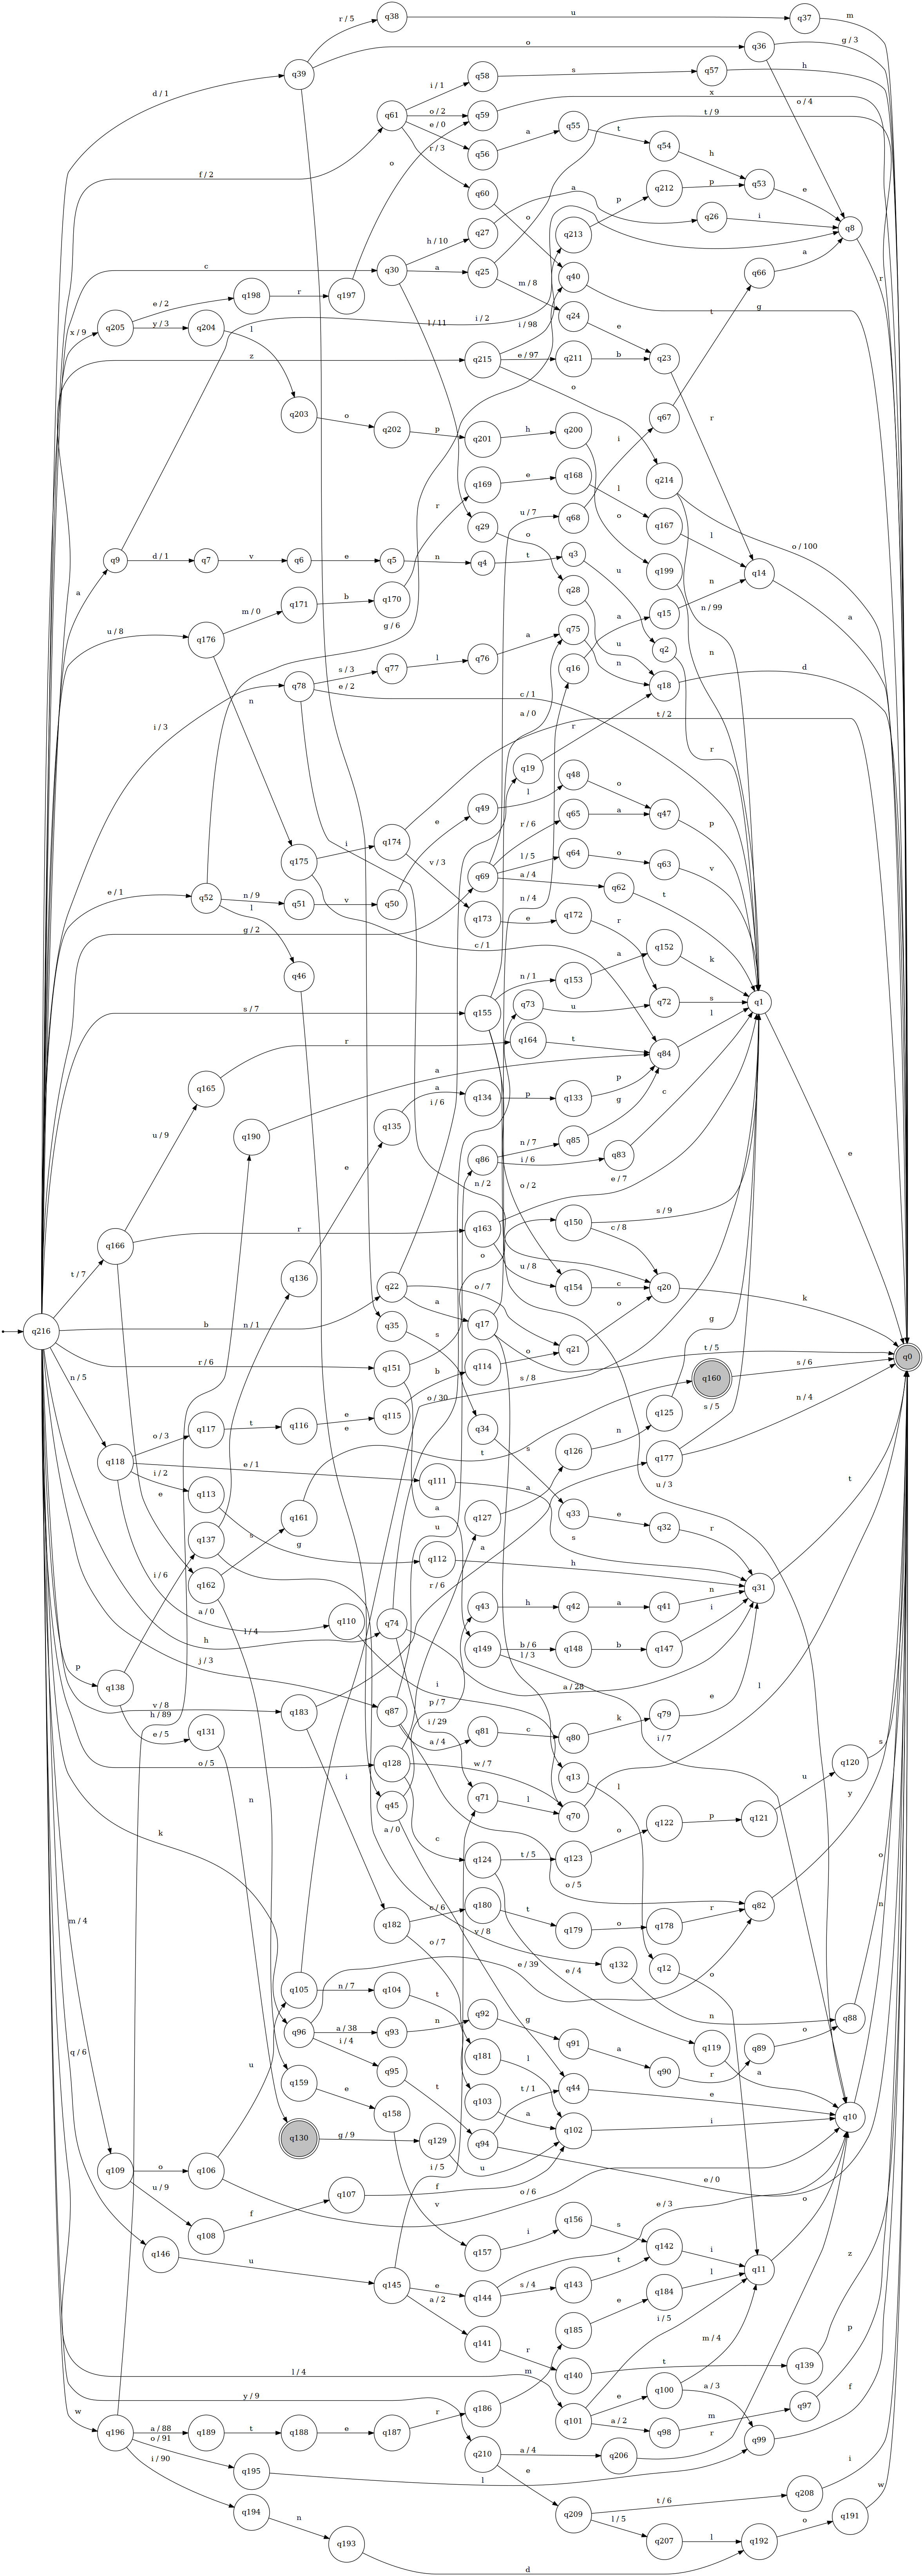 r / 5
q38
u
q37
m
d / 1
q39
o
q36
g / 3
i / 1
q58
s
q57
h
o / 4
f / 2
q61
o / 2
q59
x
t / 9
e / 0
q56
a
q55
t
q54
h
o
r / 3
q60
q212
p
q53
e
q27
a
q26
i
q8
c
q30
h / 10
a
q25
o
q213
p
q66
a
r
x / 9
q205
e / 2
q198
r
q197
m / 8
q40
g
y / 3
q204
l
l / 11
i / 2
i / 98
q24
e
t
z
q215
e / 97
q211
b
q23
r
q203
o
q202
p
q201
h
q200
o
q67
q169
e
q168
l
i
q214
q29
o
u / 7
q68
q167
l
o / 100
a
q9
d / 1
q7
v
q6
e
q5
n
q4
t
q3
u
q199
q14
q28
n / 99
u / 8
q176
m / 0
q171
b
q170
r
g / 6
q75
q15
n
a
q2
n
i / 3
q78
s / 3
q77
l
q76
a
q16
u
n
q18
d
e / 2
c / 1
a / 0
t / 2
q19
r
q48
o
r
n
q175
i
q174
q49
l
q65
a
q47
p
r / 6
l / 5
q64
o
q63
v
e / 1
q52
n / 9
q51
v
q50
e
v / 3
q69
a / 4
q62
t
g / 2
l
q173
e
q172
r
n / 4
q46
c / 1
q152
k
s / 7
q155
n / 1
q153
a
q72
s
q1
q165
r
q73
u
q164
t
q84
l
e
u / 9
q190
a
q135
a
q134
p
q133
p
i / 6
q86
n / 7
q85
g
q83
c
i / 6
n / 2
o / 2
e / 7
q166
r
q163
q150
s / 9
c / 8
t / 7
e
q136
o
u / 8
q154
c
q20
k
q216
b
n / 1
q22
o / 7
a
q35
q17
q21
o
r / 6
q151
s
b
q114
o
t / 5
q0
n / 5
o / 30
e
s / 8
q160
s / 6
o / 3
q117
t
q116
e
q115
q34
s
q126
n
q125
g
s / 5
q118
e / 1
q111
q177
n / 4
i / 2
q113
s
q161
t
a
u / 3
e
q137
g
q112
u
q127
a
q33
e
q32
r
s
h
t
i / 6
q162
a / 0
q110
r / 6
q43
h
q42
a
q41
n
q31
h
l / 4
q74
q149
b / 6
q148
b
q147
i
l / 3
p
q138
j / 3
i
a / 28
l
v / 8
h / 89
q183
q87
p / 7
q81
c
q80
k
q79
e
e / 5
q131
i / 29
a / 4
i / 7
o / 5
q128
w / 7
q13
l
q120
s
n
i
q45
q71
l
q70
q122
p
q121
u
k
a / 0
c
q124
t / 5
q123
o
y
q182
c / 6
q180
t
q179
o
q178
r
q82
o / 5
m / 4
o / 7
y / 8
e / 39
e / 4
q132
q12
o
o
q105
n / 7
q104
t
q96
a / 38
q93
n
q92
g
q91
n
q88
i / 4
q95
q181
l
a
q119
q89
o
u
q159
e
t
q90
r
a
n
q6
q158
q103
a
t / 1
q44
e
q10
q130
g / 9
q129
u
q94
q102
i
q109
o
q106
i / 5
e / 0
u / 9
q107
f
v
o / 6
e / 3
q108
f
q157
i
q156
s
q146
u
q142
i
o
q145
e
q144
s / 4
q143
t
q11
z
a / 2
q184
l
q185
e
i / 5
m / 4
q141
r
q140
t
q139
l / 4
m
e
q100
a / 3
y / 9
q186
q97
p
w
q196
a / 88
q189
t
q188
e
q187
r
q101
a / 2
q98
m
o / 91
r
q99
f
i / 90
q195
l
q210
a / 4
q206
e
q208
i
q194
n
q209
t / 6
q191
w
q193
l / 5
q207
l
q192
o
d